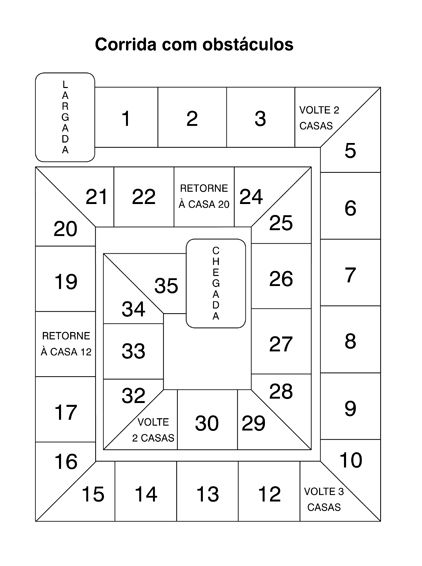 Corrida com obstáculos
LARGADA
1
2
3
VOLTE 2
CASAS
5
6
7
8
9
10
VOLTE 3
CASAS
12
13
14
15
16
17
RETORNE
À CASA 12
19
20
21
22
RETORNE
À CASA 20
24
25
26
27
28
29
30
VOLTE
2 CASAS
32
33
34
35
CHEGADA